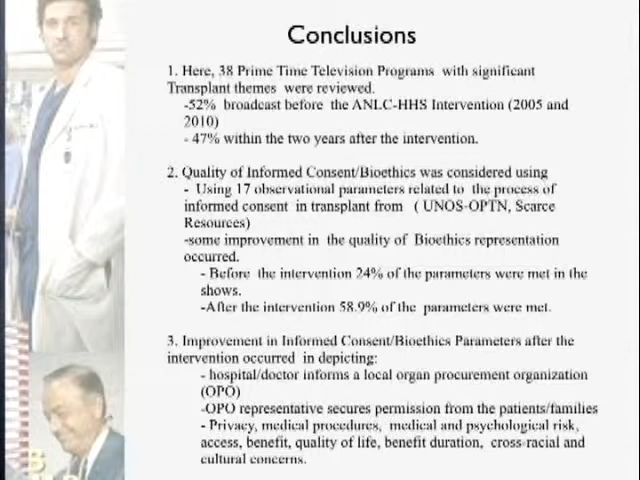 Conclusions
1. Here, 38 Prime Time Television Programs with significant
Transplant themes were reviewed.
-52% broadcast before the ANLC-HHS Intervention (2005 and
2010)
- 47% within the two years after the intervention.
2. Quality of Informed Consent/Bioethics was considered using
- Using 17 observational parameters related to the process of
informed consent in transplant from ( UNOS-OPTN, Scarce
Resources)
-some improvement in the quality of Bioethics representation
occurred.
- Before the intervention 24% of the parameters were met in the
shows.
-After the intervention 58.9% of the parameters were met.
3. Improvement in Informed Consent/Bioethics Parameters after the
intervention occurred in depicting:
- hospital/doctor informs a local organ procurement organization
(OPO)
-OPO representative secures permission from the patients/families
- Privacy, medical procedures, medical and psychological risk,
access, benefit, quality of life, benefit duration, cross-racial and
cultural concerns.